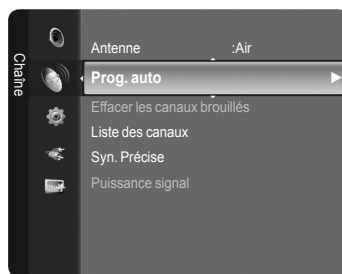 Chaîne
Antenne :Air
Prog. auto
Effacer les canaux brouillés
Liste des canaux
Syn. Précise
Puissance signal